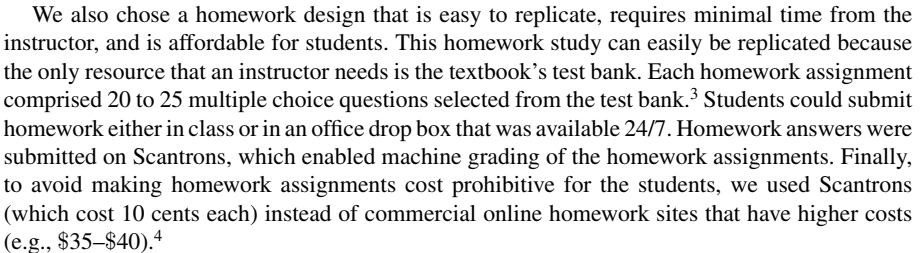 We also chose a homework design that is easy to replicate, requires minimal time from the
instructor, and is affordable for students. This homework study can easily be replicated because
the only resource that an instructor needs is the textbook's test bank. Each homework assignment
comprised 20 to 25 multiple choice questions selected from the test bank.³ Students could submit
homework either in class or in an office drop box that was available 24/7. Homework answers were
submitted on Scantrons, which enabled machine grading of the homework assignments. Finally,
to avoid making homework assignments cost prohibitive for the students, we used Scantrons
(which cost 10 cents each) instead of commercial online homework sites that have higher costs
(e.g., $35–$40).⁴